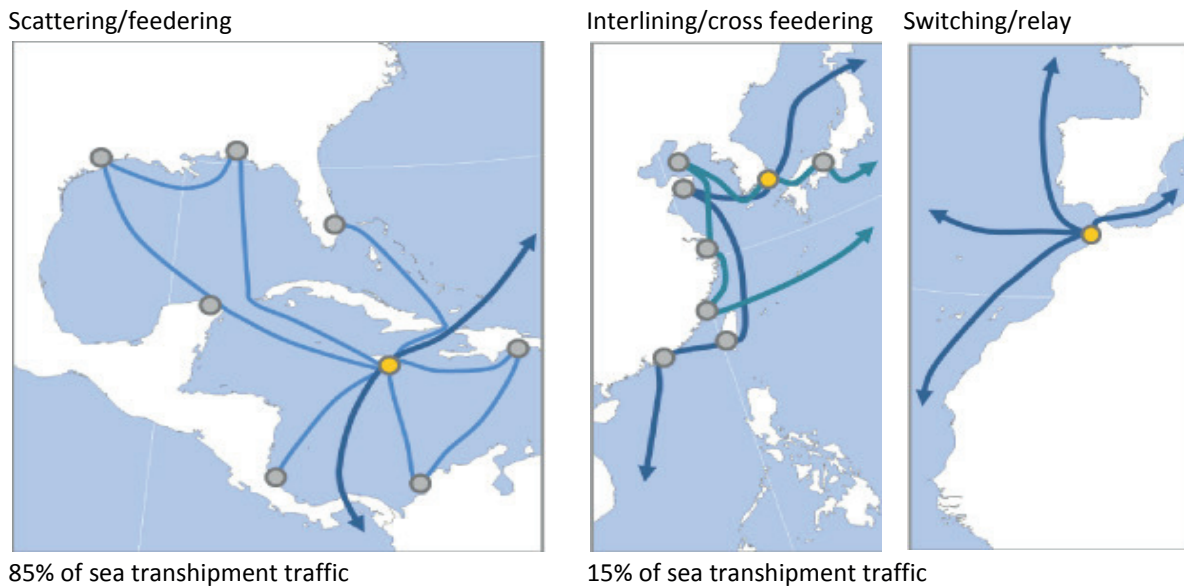 Scattering/feedering
Interlining/cross feedering
Switching/relay
85% of sea transhipment traffic
15% of sea transhipment traffic